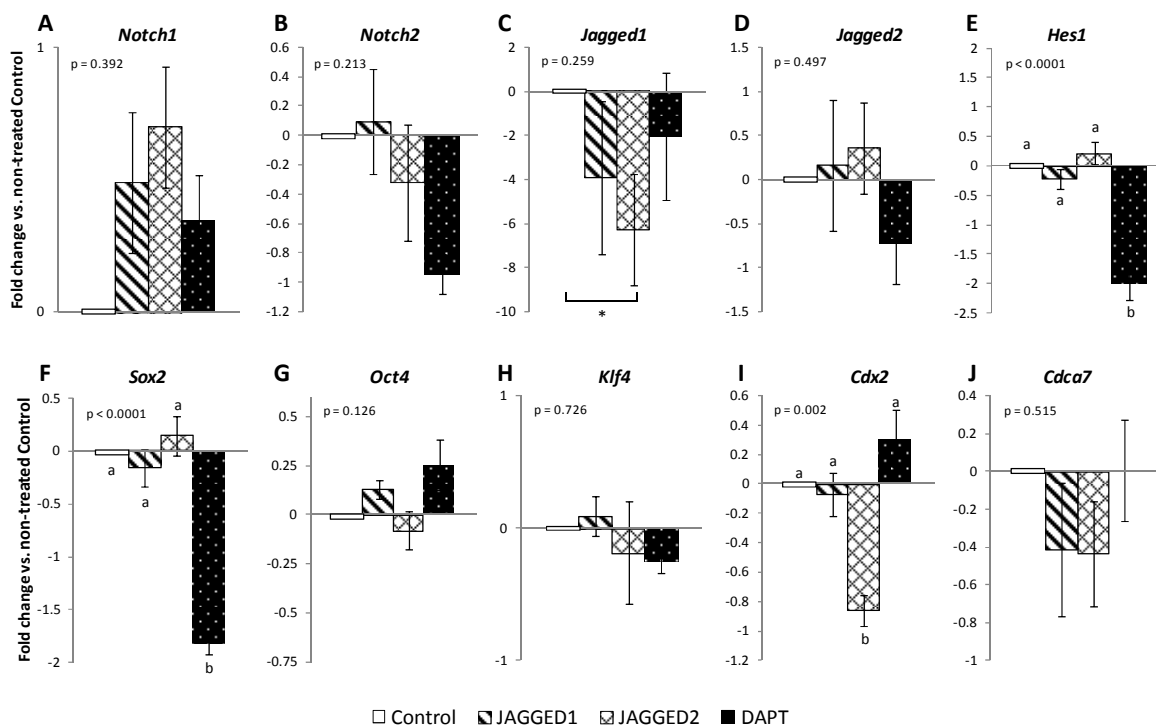 A
Notch1
p = 0.392
1
0
Fold change vs. non-treated Control
B
Notch2
p = 0.213
0.6
0.4
0.2
0
-0.2
-0.4
-0.6
-0.8
-1
-1.2
C
Jagged1
p = 0.259
2
0
-2
-4
-6
-8
-10
*
D
Jagged2
p = 0.497
1.5
1
0.5
0
-0.5
-1
-1.5
E
Hes1
p < 0.0001
1.5
1
0.5
0
-0.5
-1
-1.5
-2
-2.5
a
a
a
b
F
Sox2
p < 0.0001
0.5
0
-0.5
-1
-1.5
-2
a
a
a
b
Fold change vs. non-treated Control
G
Oct4
p = 0.126
0.5
0.25
0
-0.25
-0.5
-0.75
H
Klf4
p = 0.726
1
0
-1
I
Cdx2
p = 0.002
0.6
0.4
0.2
0
-0.2
-0.4
-0.6
-0.8
-1
-1.2
a
a
a
b
J
Cdca7
p = 0.515
0.4
0.2
0
-0.2
-0.4
-0.6
-0.8
-1
Control JAGGED1 JAGGED2 DAPT